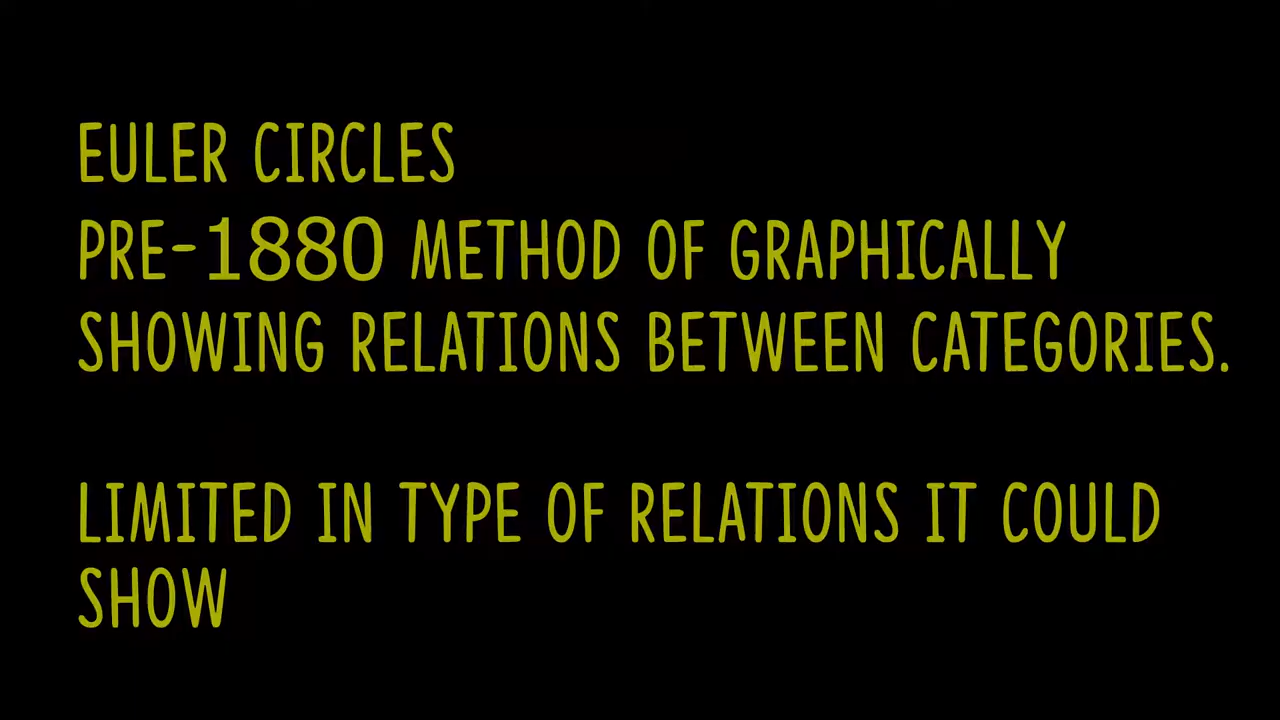 EULER CIRCLES
PRE-1880 METHOD OF GRAPHICALLY
SHOWING RELATIONS BETWEEN CATEGORIES.
LIMITED IN TYPE OF RELATIONS IT COULD
SHOW